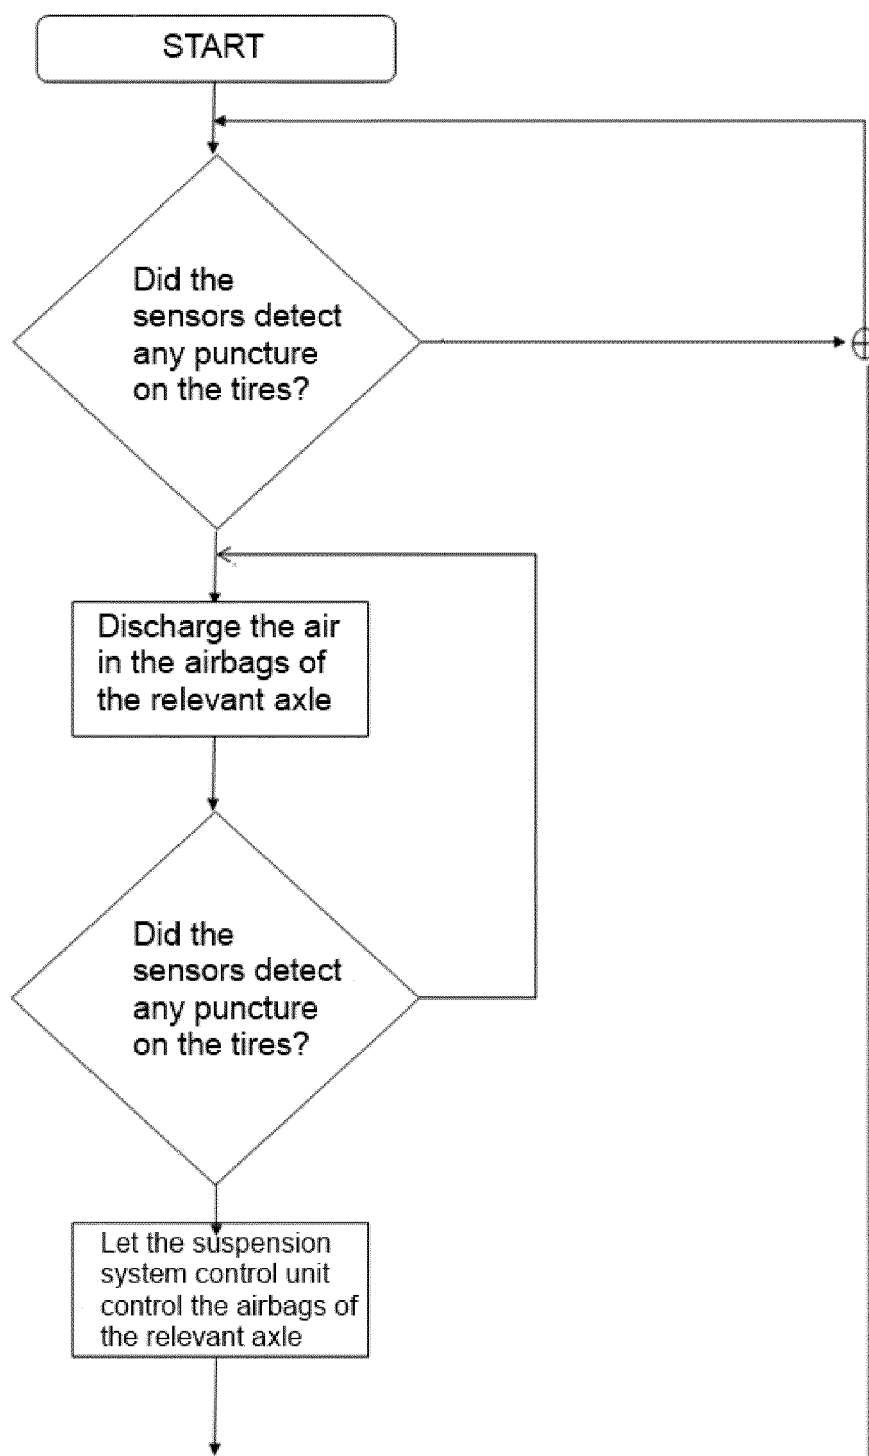 START
Did the
sensors detect
any puncture
on the tires?
Discharge the air
in the airbags of
the relevant axle
Did the
sensors detect
any puncture
on the tires?
Let the suspension
system control unit
control the airbags of
the relevant axle